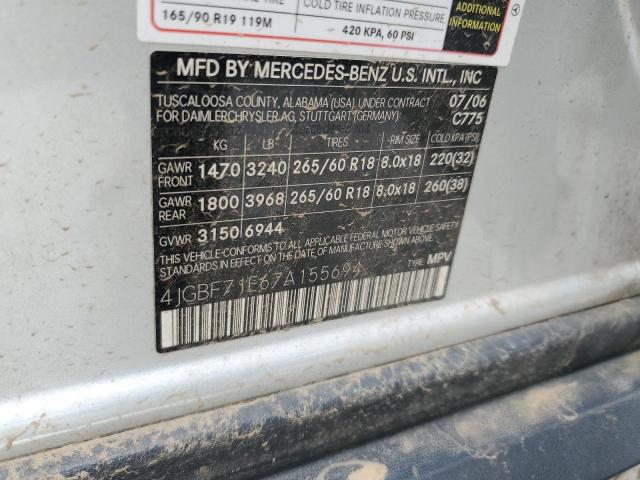 165/90 R19 119M
COLD TIRE INFLATION PRESSURE
420 KPA, 60 PSI
ADDITIONAL
INFORMATION
MFD BY MERCEDES-BENZ U.S. INTL., INC
TUSCALOOSA COUNTY, ALABAMA (USA), UNDER CONTRACT 07/06
FOR DAIMLERCHRYSLER AG, STUTTGART (GERMANY) C775
KG LB TIRES RIM SIZE COLD KPA(PSI)
GAWR FRONT 1470 3240 265/60 R18 8.0x18 220(32)
GAWR REAR 1800 3968 265/60 R18 8.0x18 260(38)
GVWR 3150 6944
THIS VEHICLE CONFORMS TO ALL APPLICABLE FEDERAL MOTOR VEHICLE
SAFETY STANDARDS IN EFFECT ON THE DATE OF MANUFACTURE SHOWN ABOVE.
4JGBF71E67A155694 TYPE: MPV